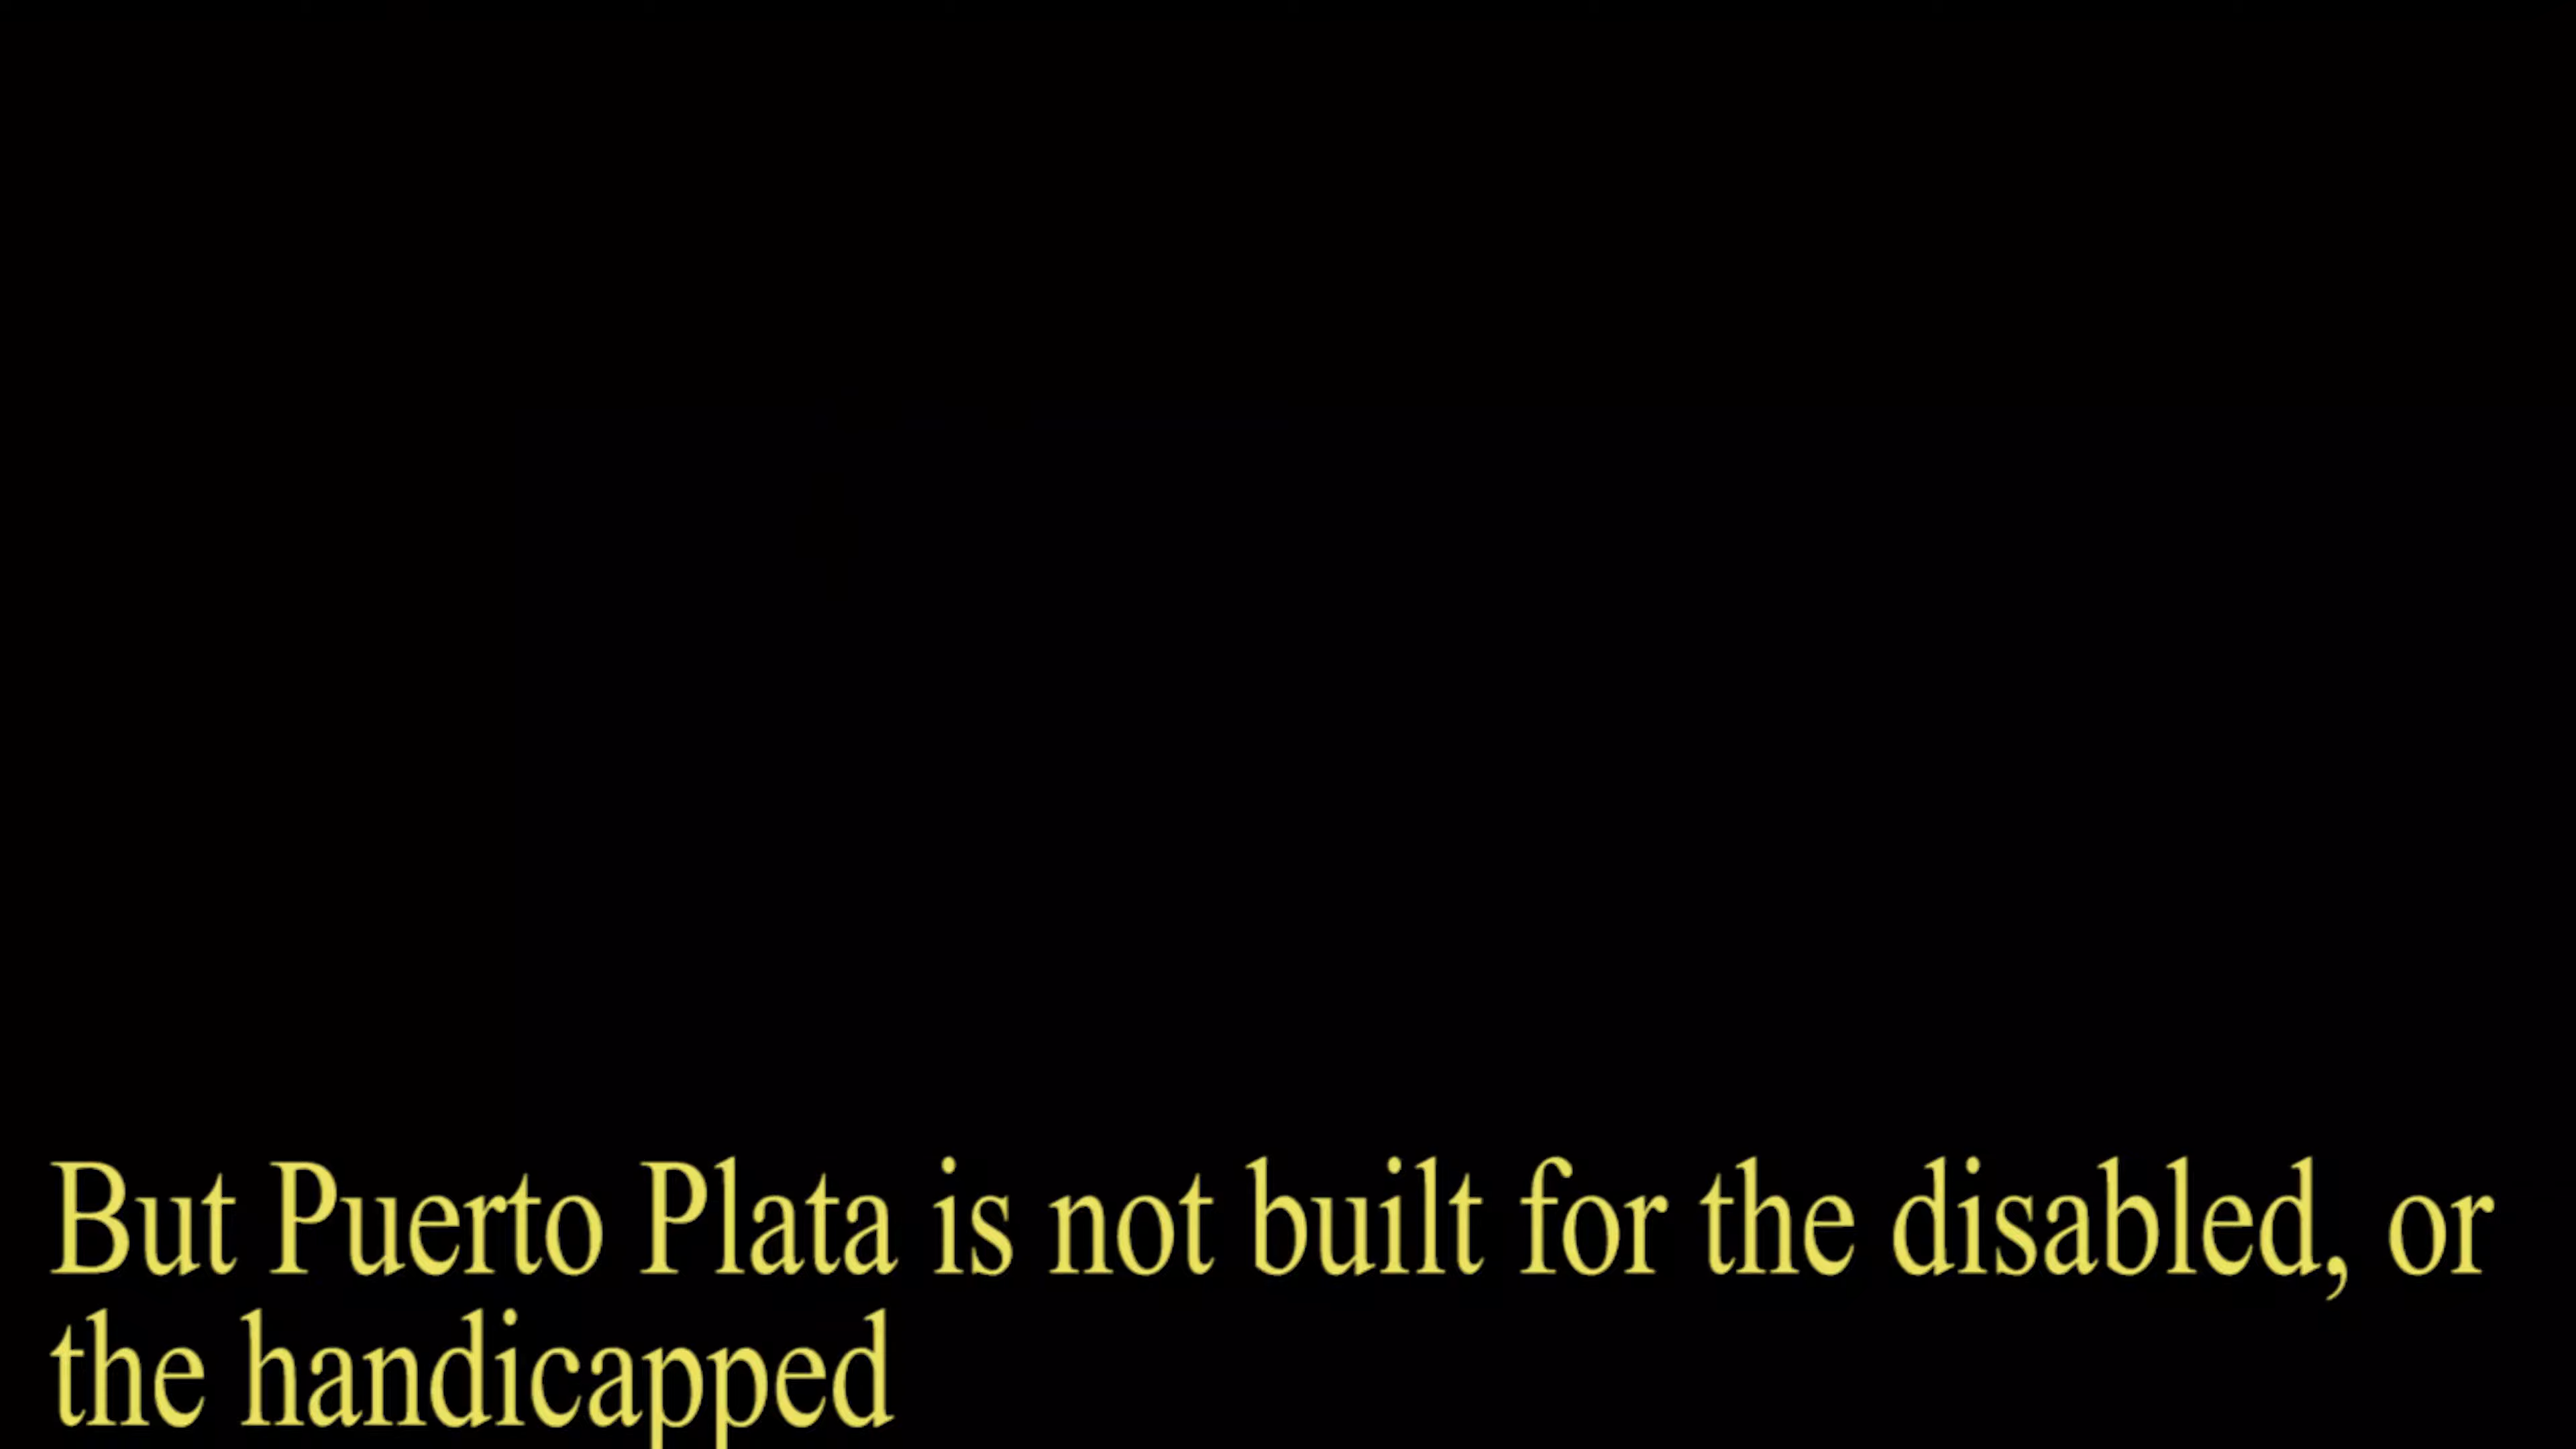 But Puerto Plata is not built for the disabled, or
the handicapped